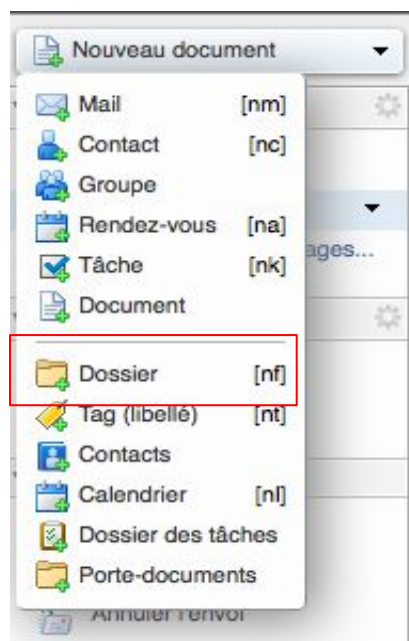 Nouveau document
Mail [nm]
Contact [nc]
Groupe
Rendez-vous [na]
ages...
Tâche [nk]
Document
Dossier [nf]
Tag (libellé) [nt]
Contacts
Calendrier [nl]
Dossier des tâches
Porte-documents
Annuler l'envoi